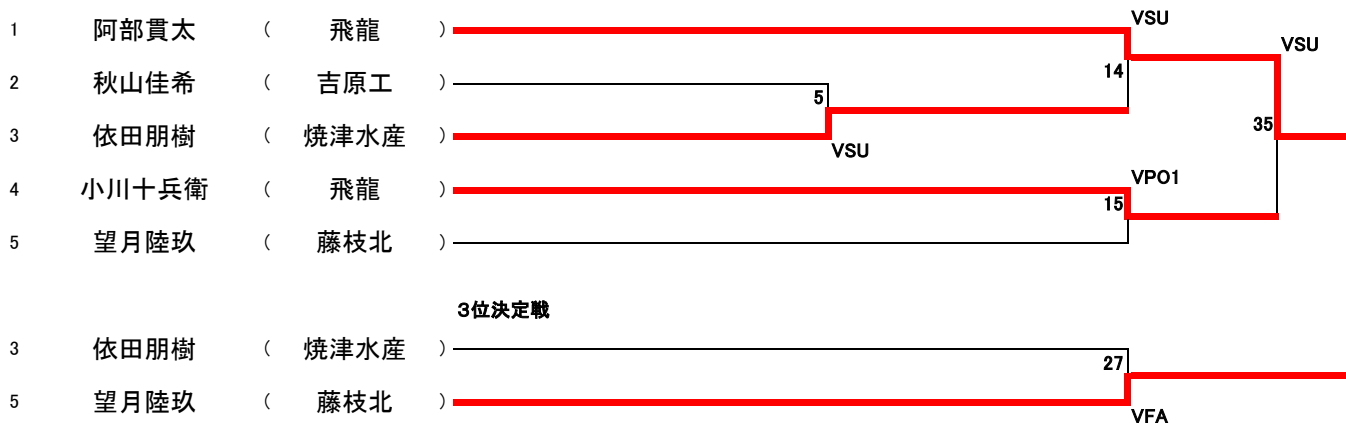 VSU
1 阿部貫太 ( 飛龍 )
VSU
14
2 秋山佳希 ( 吉原工 )
5
35
3 依田朋樹 ( 焼津水産 )
VSU
4 小川十兵衛 ( 飛龍 )
VPO1
15
5 望月陸玖 ( 藤枝北 )
3位決定戦
3 依田朋樹 ( 焼津水産 )
27
5 望月陸玖 ( 藤枝北 )
VFA